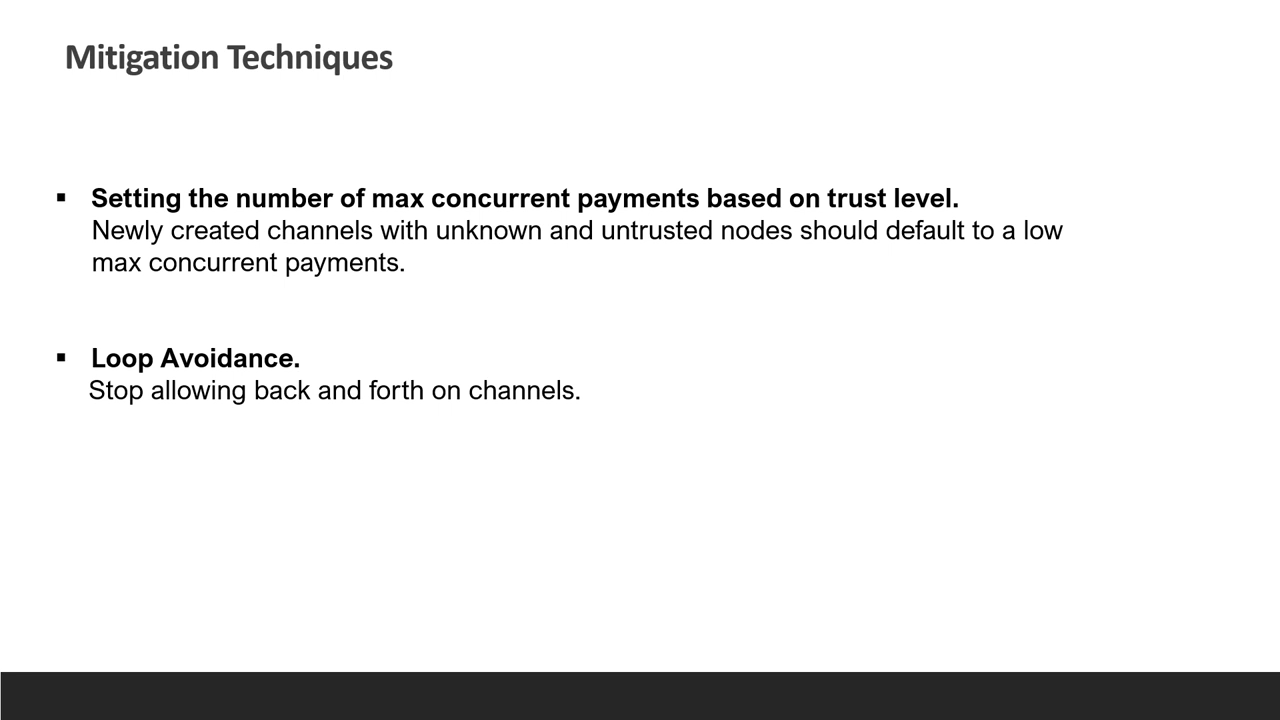 Mitigation Techniques
▪ Setting the number of max concurrent payments based on trust level.
Newly created channels with unknown and untrusted nodes should default to a low
max concurrent payments.
▪ Loop Avoidance.
Stop allowing back and forth on channels.